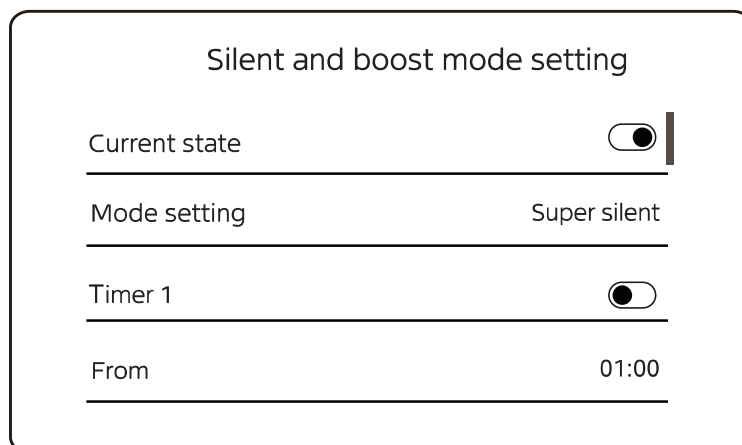 Silent and boost mode setting
Current state
Mode setting Super silent
Timer 1
From 01:00